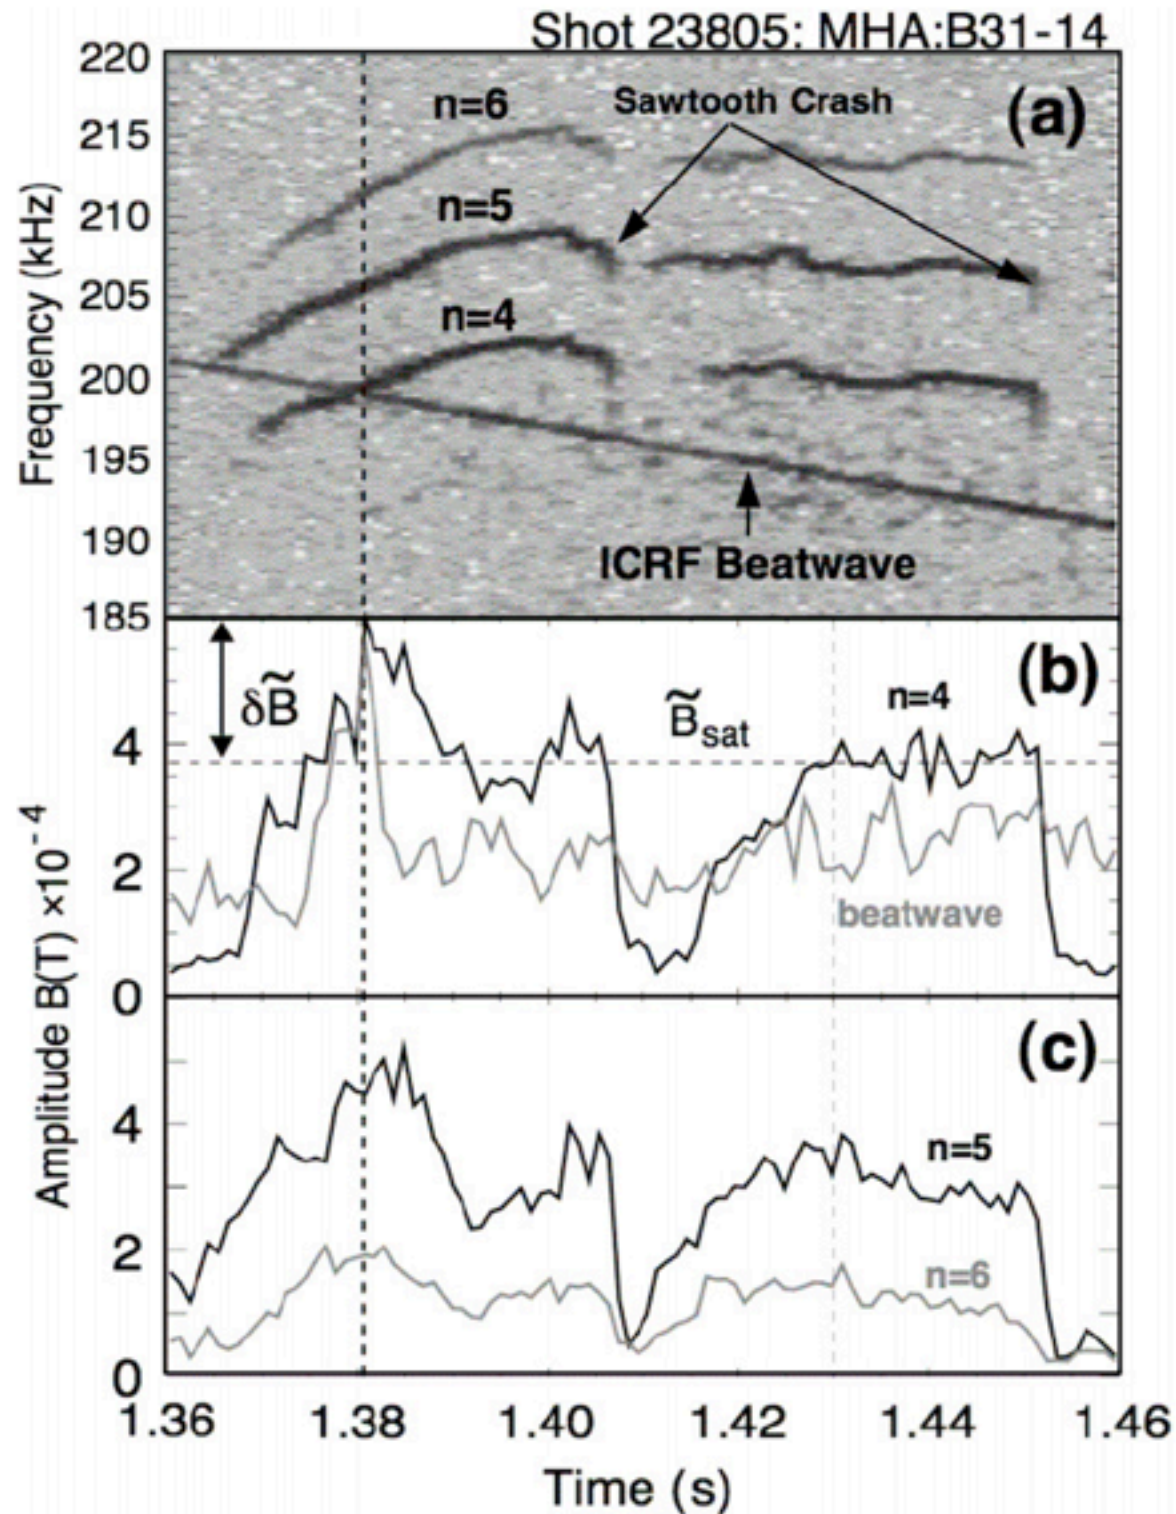 Shot 23805: MHA:B31-14
220
215
210
205
200
195
190
185
Frequency (kHz)
(a)
n=6
n=5
n=4
Sawtooth Crash
ICRF Beatwave
(b)
δB̃
B̃sat
n=4
beatwave
4
2
0
Amplitude B(T) ×10⁻⁴
(c)
n=5
n=6
4
2
0
1.36 1.38 1.40 1.42 1.44 1.46
Time (s)